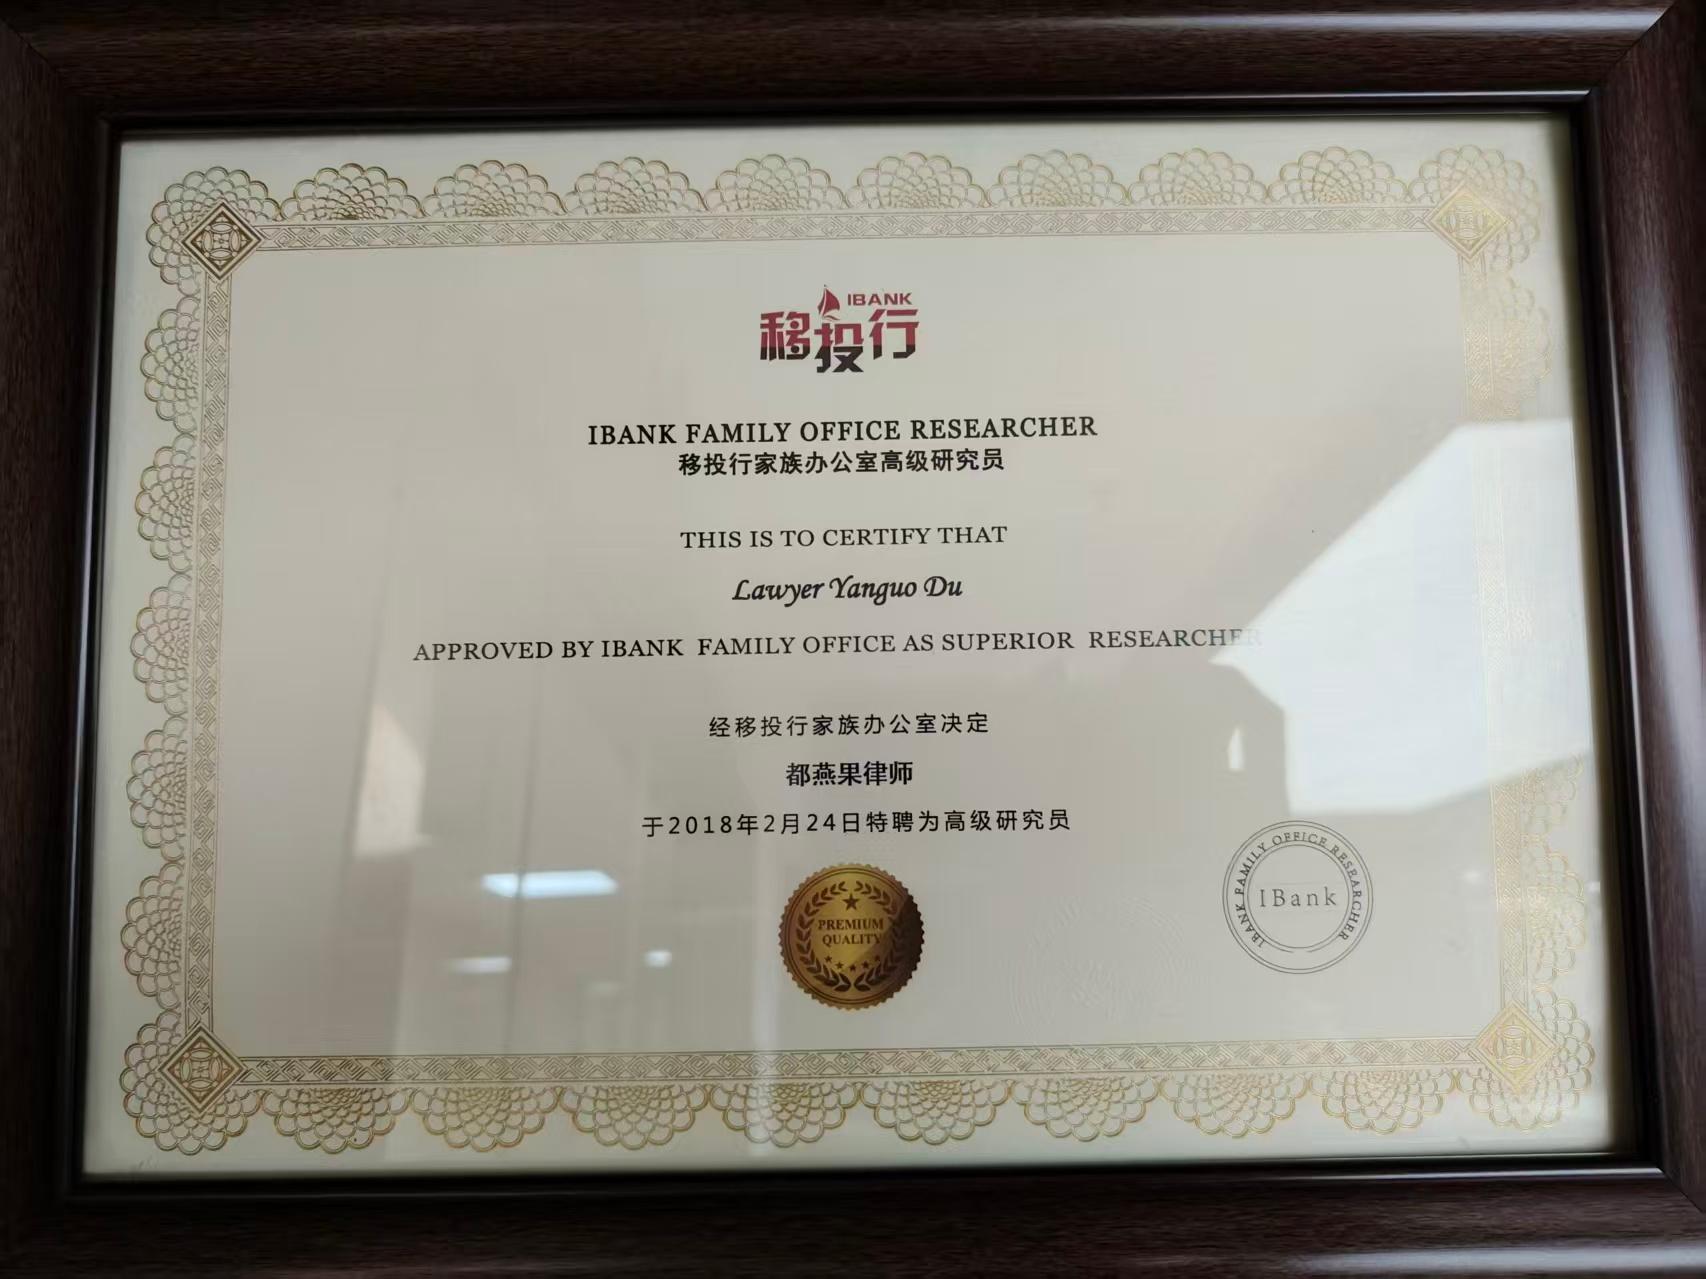 IBANK
移投行
IBANK FAMILY OFFICE RESEARCHER
移投行家族办公室高级研究员
THIS IS TO CERTIFY THAT
Lawyer Yanguo Du
APPROVED BY IBANK FAMILY OFFICE AS SUPERIOR RESEARCHER
经移投行家族办公室决定
都燕果律师
于2018年2月24日特聘为高级研究员
PREMIUM
QUALITY
IBANK FAMILY OFFICE RESEARCHER
IBank